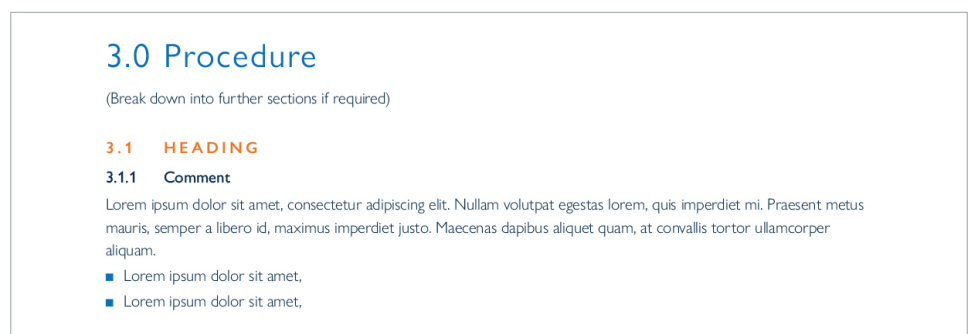 3.0 Procedure
(Break down into further sections if required)
3.1 HEADING
3.1.1 Comment
Lorem ipsum dolor sit amet, consectetur adipiscing elit. Nullam volutpat egestas lorem, quis imperdiet mi. Praesent metus
mauris, semper a libero id, maximus imperdiet justo. Maecenas dapibus aliquet quam, at convallis tortor ullamcorper
aliquam.
■ Lorem ipsum dolor sit amet,
■ Lorem ipsum dolor sit amet,